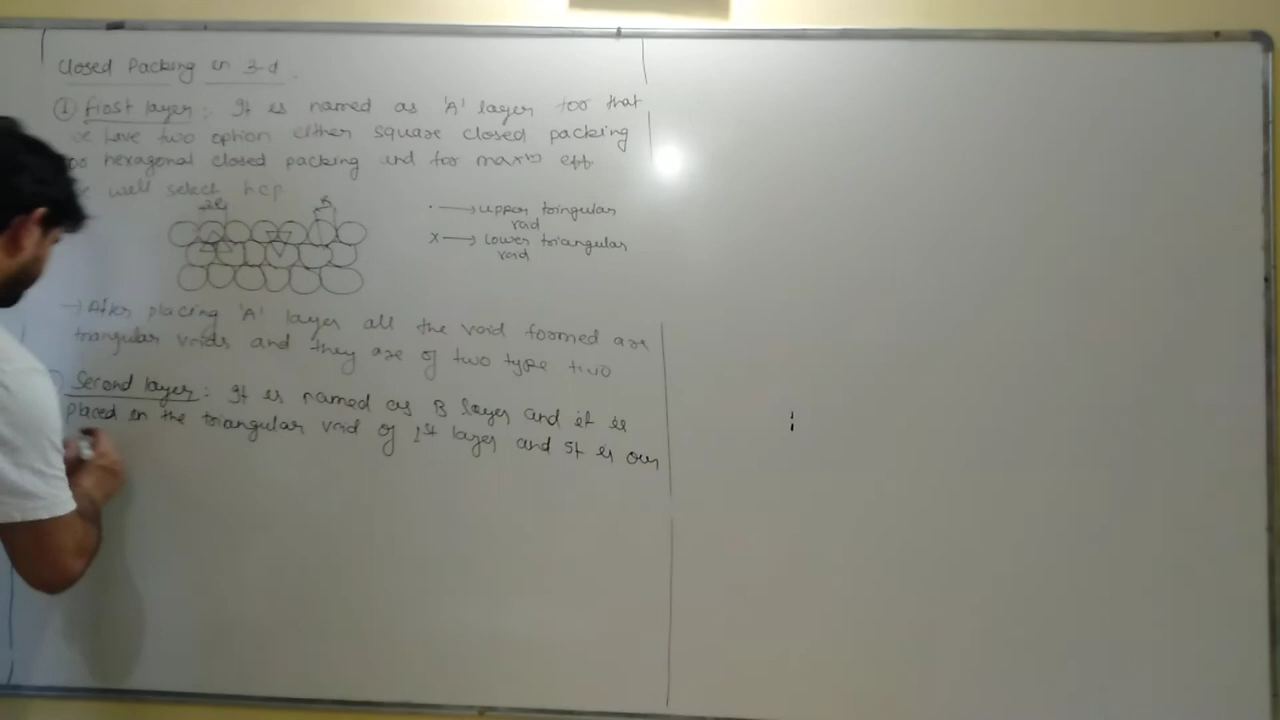 Closed Packing in 3-d.
① First layer: It is named as 'A' layer for that
we have two option either square closed packing
or hexagonal closed packing and for max^m eff
we will select hcp
2R
x
· → upper triangular
void
x → Lower triangular
void
→ After placing 'A' layer all the void formed are
trangular voids and they are of two type two
Second layer: It is named as B layer and it is
placed in the triangular void of 1st layer and It is our